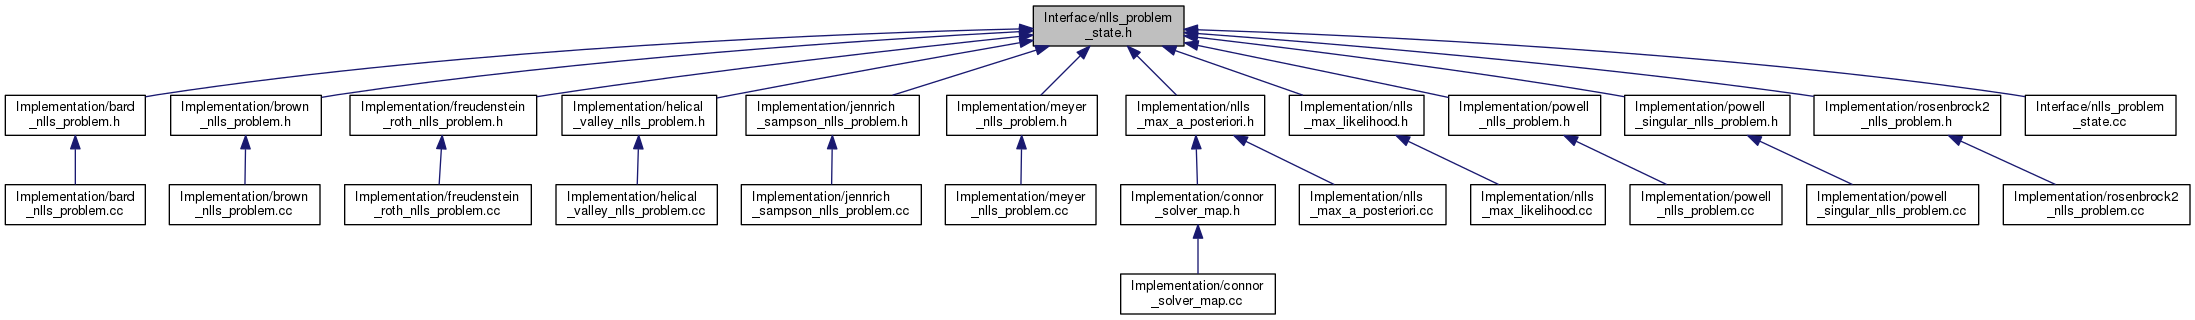 Interface/nlls_problem
_state.h
Implementation/bard
_nlls_problem.h
Implementation/brown
_nlls_problem.h
Implementation/freudenstein
_roth_nlls_problem.h
Implementation/helical
_valley_nlls_problem.h
Implementation/jennrich
_sampson_nlls_problem.h
Implementation/meyer
_nlls_problem.h
Implementation/nlls
_max_a_posteriori.h
Implementation/nlls
_max_likelihood.h
Implementation/powell
_nlls_problem.h
Implementation/powell
_singular_nlls_problem.h
Implementation/rosenbrock2
_nlls_problem.h
Interface/nlls_problem
_state.cc
Implementation/bard
_nlls_problem.cc
Implementation/brown
_nlls_problem.cc
Implementation/freudenstein
_roth_nlls_problem.cc
Implementation/helical
_valley_nlls_problem.cc
Implementation/jennrich
_sampson_nlls_problem.cc
Implementation/meyer
_nlls_problem.cc
Implementation/connor
_solver_map.h
Implementation/nlls
_max_a_posteriori.cc
Implementation/nlls
_max_likelihood.cc
Implementation/powell
_nlls_problem.cc
Implementation/powell
_singular_nlls_problem.cc
Implementation/rosenbrock2
_nlls_problem.cc
Implementation/connor
_solver_map.cc